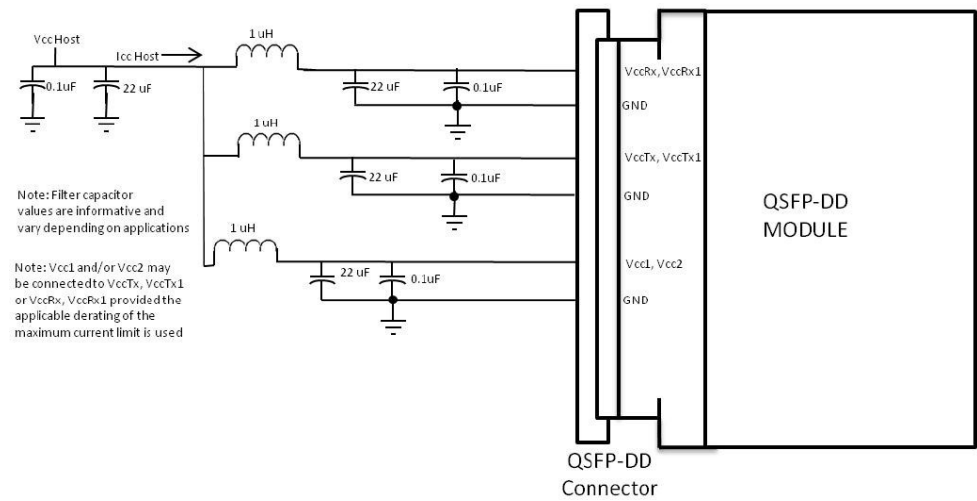 Vcc Host
Icc Host
0.1uF
22 uF
1 uH
22 uF
0.1uF
VccRx, VccRx1
GND
1 uH
22 uF
0.1uF
VccTx, VccTx1
GND
Note: Filter capacitor
values are informative and
vary depending on applications
1 uH
22 uF
0.1uF
Vcc1, Vcc2
GND
Note: Vcc1 and/or Vcc2 may
be connected to VccTx, VccTx1
or VccRx, VccRx1 provided the
applicable derating of the
maximum current limit is used
QSFP-DD
MODULE
QSFP-DD
Connector